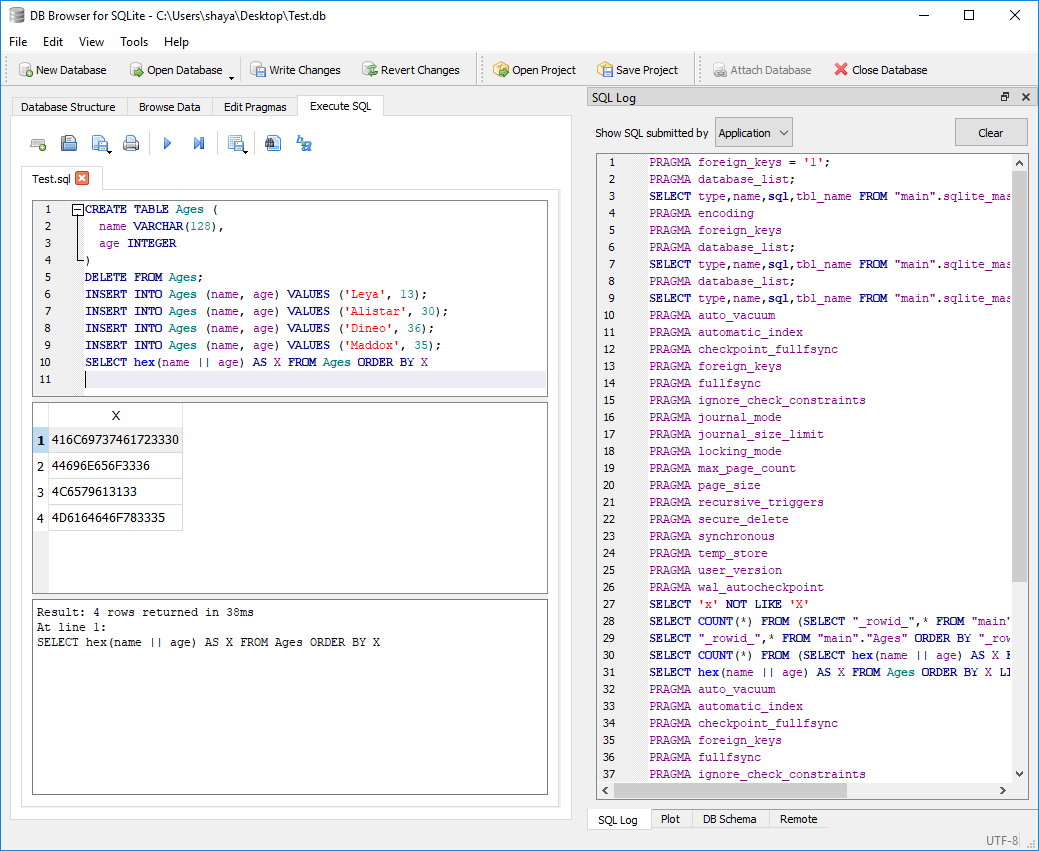 DB Browser for SQLite - C:\Users\shaya\Desktop\Test.db
File Edit View Tools Help
New Database Open Database Write Changes Revert Changes Open Project Save Project Attach Database Close Database
Database Structure Browse Data Edit Pragmas Execute SQL
Test.sql
1 CREATE TABLE Ages (
2 name VARCHAR(128),
3 age INTEGER
4 )
5 DELETE FROM Ages;
6 INSERT INTO Ages (name, age) VALUES ('Leya', 13);
7 INSERT INTO Ages (name, age) VALUES ('Alistar', 30);
8 INSERT INTO Ages (name, age) VALUES ('Dineo', 36);
9 INSERT INTO Ages (name, age) VALUES ('Maddox', 35);
10 SELECT hex(name || age) AS X FROM Ages ORDER BY X
11
X
1 416C69737461723330
2 44696E656F3336
3 4C6579613133
4 4D6164646F783335
Result: 4 rows returned in 38ms
At line 1:
SELECT hex(name || age) AS X FROM Ages ORDER BY X
SQL Log
Show SQL submitted by Application Clear
1 PRAGMA foreign_keys = '1';
2 PRAGMA database_list;
3 SELECT type,name,sql,tbl_name FROM "main".sqlite_mas
4 PRAGMA encoding
5 PRAGMA foreign_keys
6 PRAGMA database_list;
7 SELECT type,name,sql,tbl_name FROM "main".sqlite_mas
8 PRAGMA database_list;
9 SELECT type,name,sql,tbl_name FROM "main".sqlite_mas
10 PRAGMA auto_vacuum
11 PRAGMA automatic_index
12 PRAGMA checkpoint_fullfsync
13 PRAGMA foreign_keys
14 PRAGMA fullfsync
15 PRAGMA ignore_check_constraints
16 PRAGMA journal_mode
17 PRAGMA journal_size_limit
18 PRAGMA locking_mode
19 PRAGMA max_page_count
20 PRAGMA page_size
21 PRAGMA recursive_triggers
22 PRAGMA secure_delete
23 PRAGMA synchronous
24 PRAGMA temp_store
25 PRAGMA user_version
26 PRAGMA wal_autocheckpoint
27 SELECT 'x' NOT LIKE 'X'
28 SELECT COUNT(*) FROM (SELECT "_rowid_",* FROM "main"
29 SELECT "_rowid_",* FROM "main"."Ages" ORDER BY "_row
30 SELECT COUNT(*) FROM (SELECT hex(name || age) AS X F
31 SELECT hex(name || age) AS X FROM Ages ORDER BY X LI
32 PRAGMA auto_vacuum
33 PRAGMA automatic_index
34 PRAGMA checkpoint_fullfsync
35 PRAGMA foreign_keys
36 PRAGMA fullfsync
37 PRAGMA ignore_check_constraints
SQL Log Plot DB Schema Remote
UTF-8